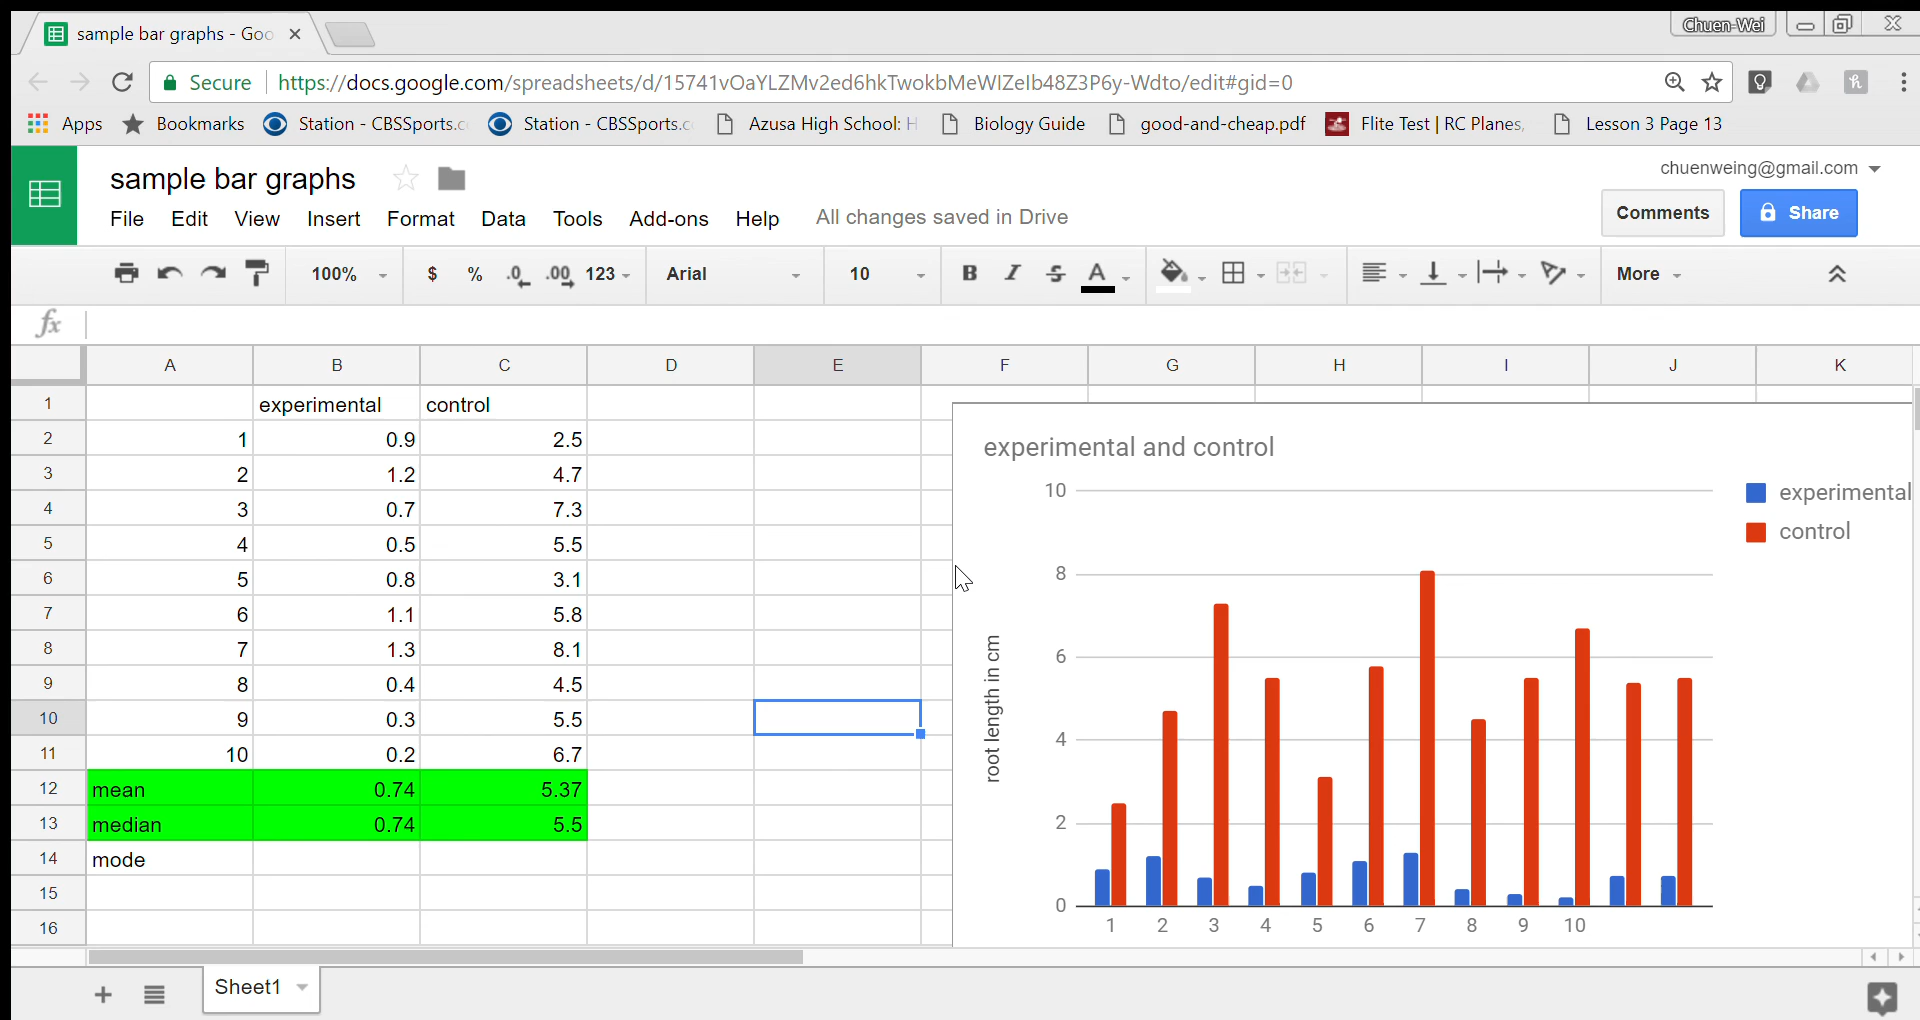 sample bar graphs - Goo
Chuen-Wei
Secure https://docs.google.com/spreadsheets/d/15741vOaYLZMv2ed6hkTwokbMeWIZeIb48Z3P6y-Wdto/edit#gid=0
Apps Bookmarks Station - CBSSports.c Station - CBSSports.c Azusa High School: H Biology Guide good-and-cheap.pdf Flite Test | RC Planes, Lesson 3 Page 13
sample bar graphs
chuenweing@gmail.com
File Edit View Insert Format Data Tools Add-ons Help All changes saved in Drive
Comments Share
100% $ % .0 .00 123 Arial 10 B I S A More
fx
A B C D E F G H I J K
1 experimental control
2 1 0.9 2.5
3 2 1.2 4.7
4 3 0.7 7.3
5 4 0.5 5.5
6 5 0.8 3.1
7 6 1.1 5.8
8 7 1.3 8.1
9 8 0.4 4.5
10 9 0.3 5.5
11 10 0.2 6.7
12 mean 0.74 5.37
13 median 0.74 5.5
14 mode
15
16
experimental and control
experimental
control
root length in cm
10
8
6
4
2
0
1 2 3 4 5 6 7 8 9 10
Sheet1